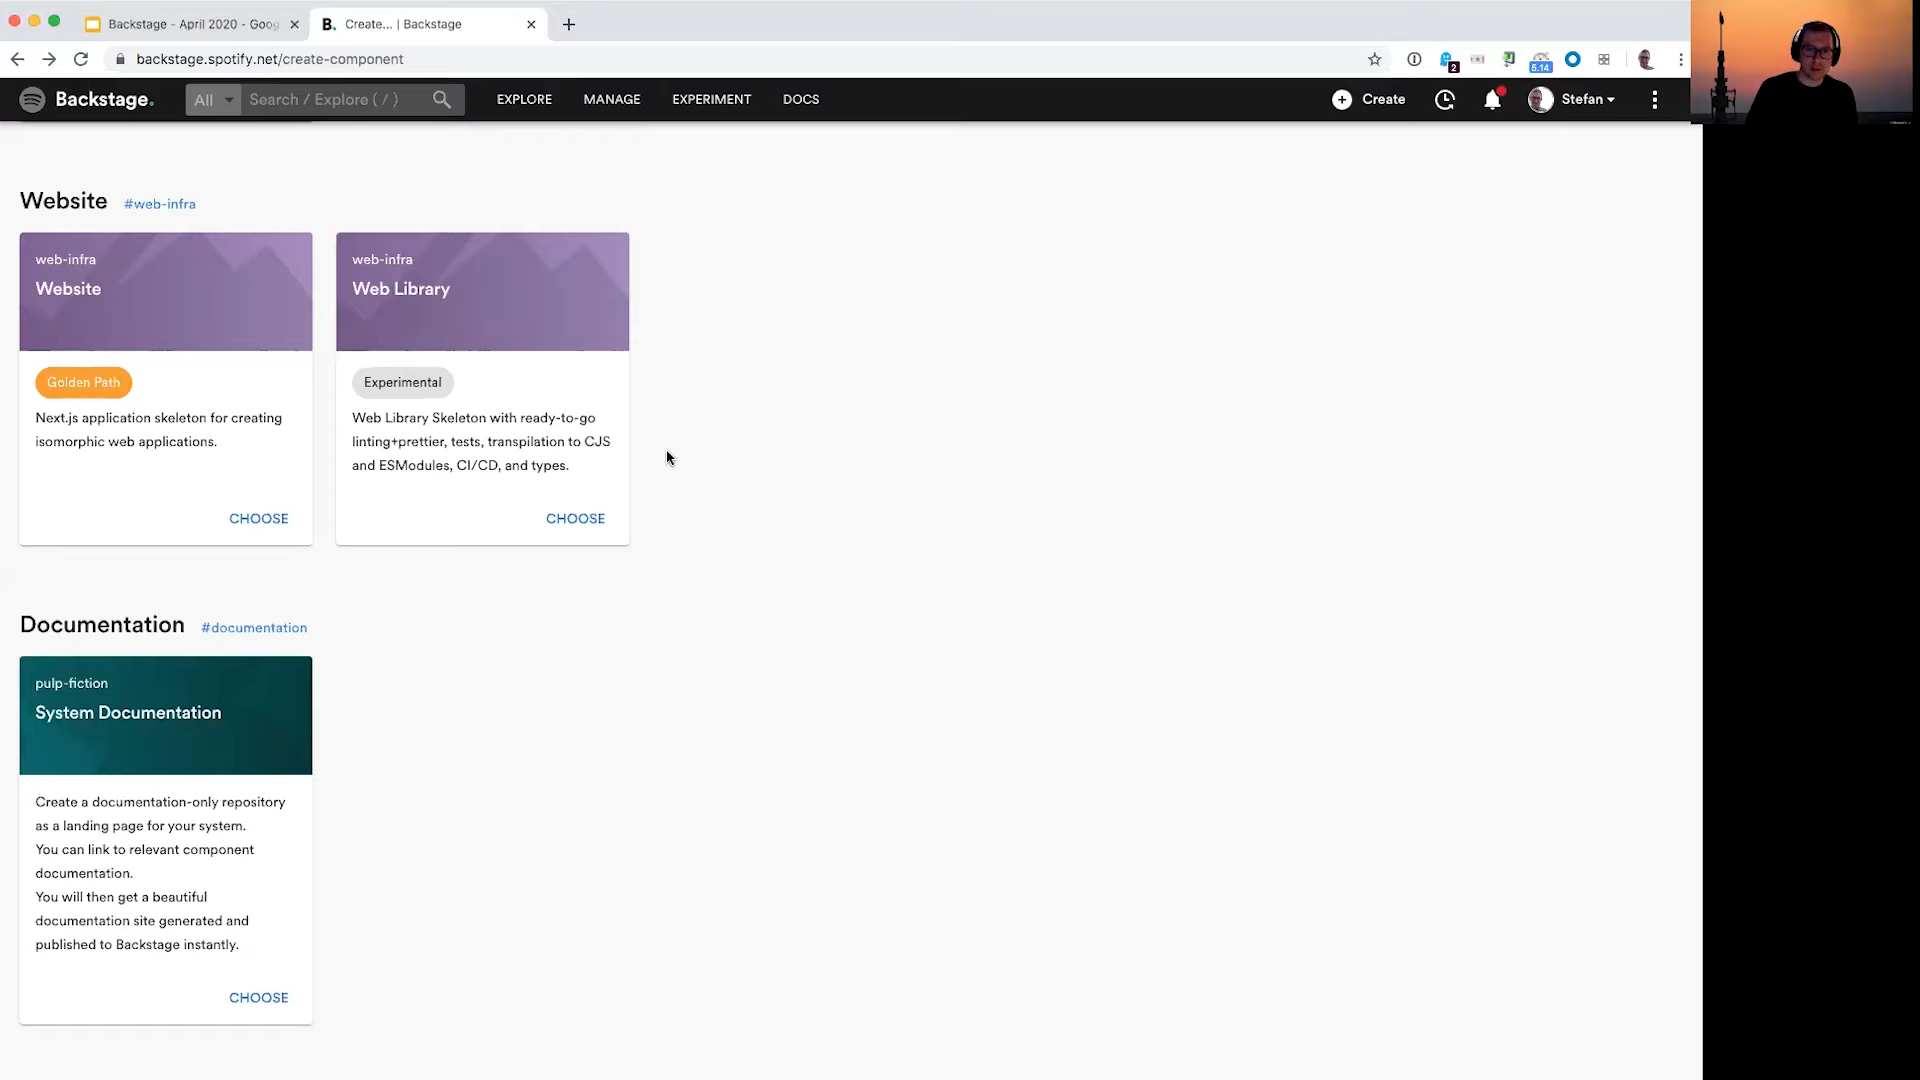 Backstage - April 2020 - Goog
B. Create... | Backstage
backstage.spotify.net/create-component
2
6.14
Backstage.
All
Search / Explore ( / )
EXPLORE
MANAGE
EXPERIMENT
DOCS
Create
Stefan
Website
#web-infra
web-infra
Website
Golden Path
Next.js application skeleton for creating
isomorphic web applications.
CHOOSE
web-infra
Web Library
Experimental
Web Library Skeleton with ready-to-go
linting+prettier, tests, transpilation to CJS
and ESModules, CI/CD, and types.
CHOOSE
Documentation
#documentation
pulp-fiction
System Documentation
Create a documentation-only repository
as a landing page for your system.
You can link to relevant component
documentation.
You will then get a beautiful
documentation site generated and
published to Backstage instantly.
CHOOSE